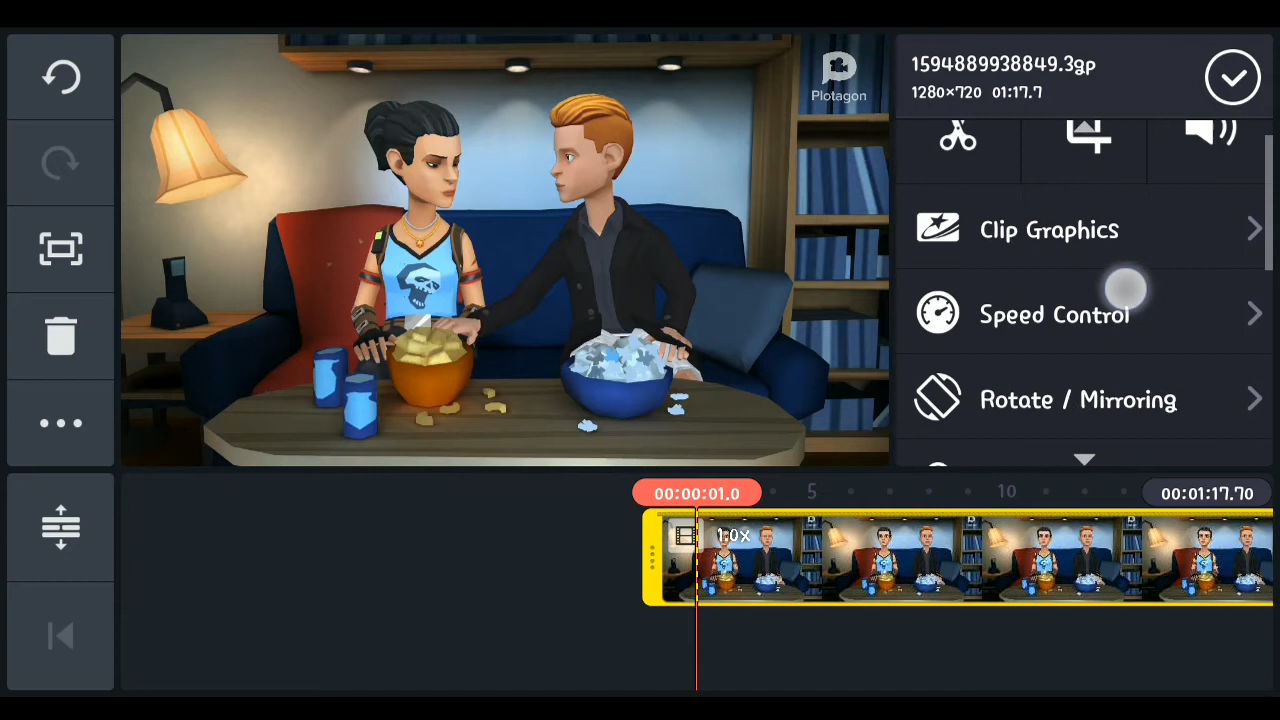 Plotagon
1594889938849.3gp
1280×720 01:17.7
Clip Graphics
Speed Control
Rotate / Mirroring
00:00:01.0
5
10
00:01:17.70
1.0x